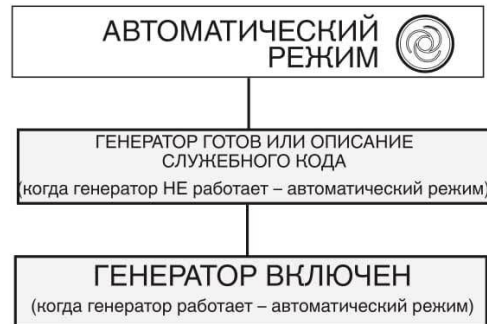 АВТОМАТИЧЕСКИЙ
РЕЖИМ
ГЕНЕРАТОР ГОТОВ ИЛИ ОПИСАНИЕ
СЛУЖЕБНОГО КОДА
(когда генератор НЕ работает – автоматический режим)
ГЕНЕРАТОР ВКЛЮЧЕН
(когда генератор работает – автоматический режим)